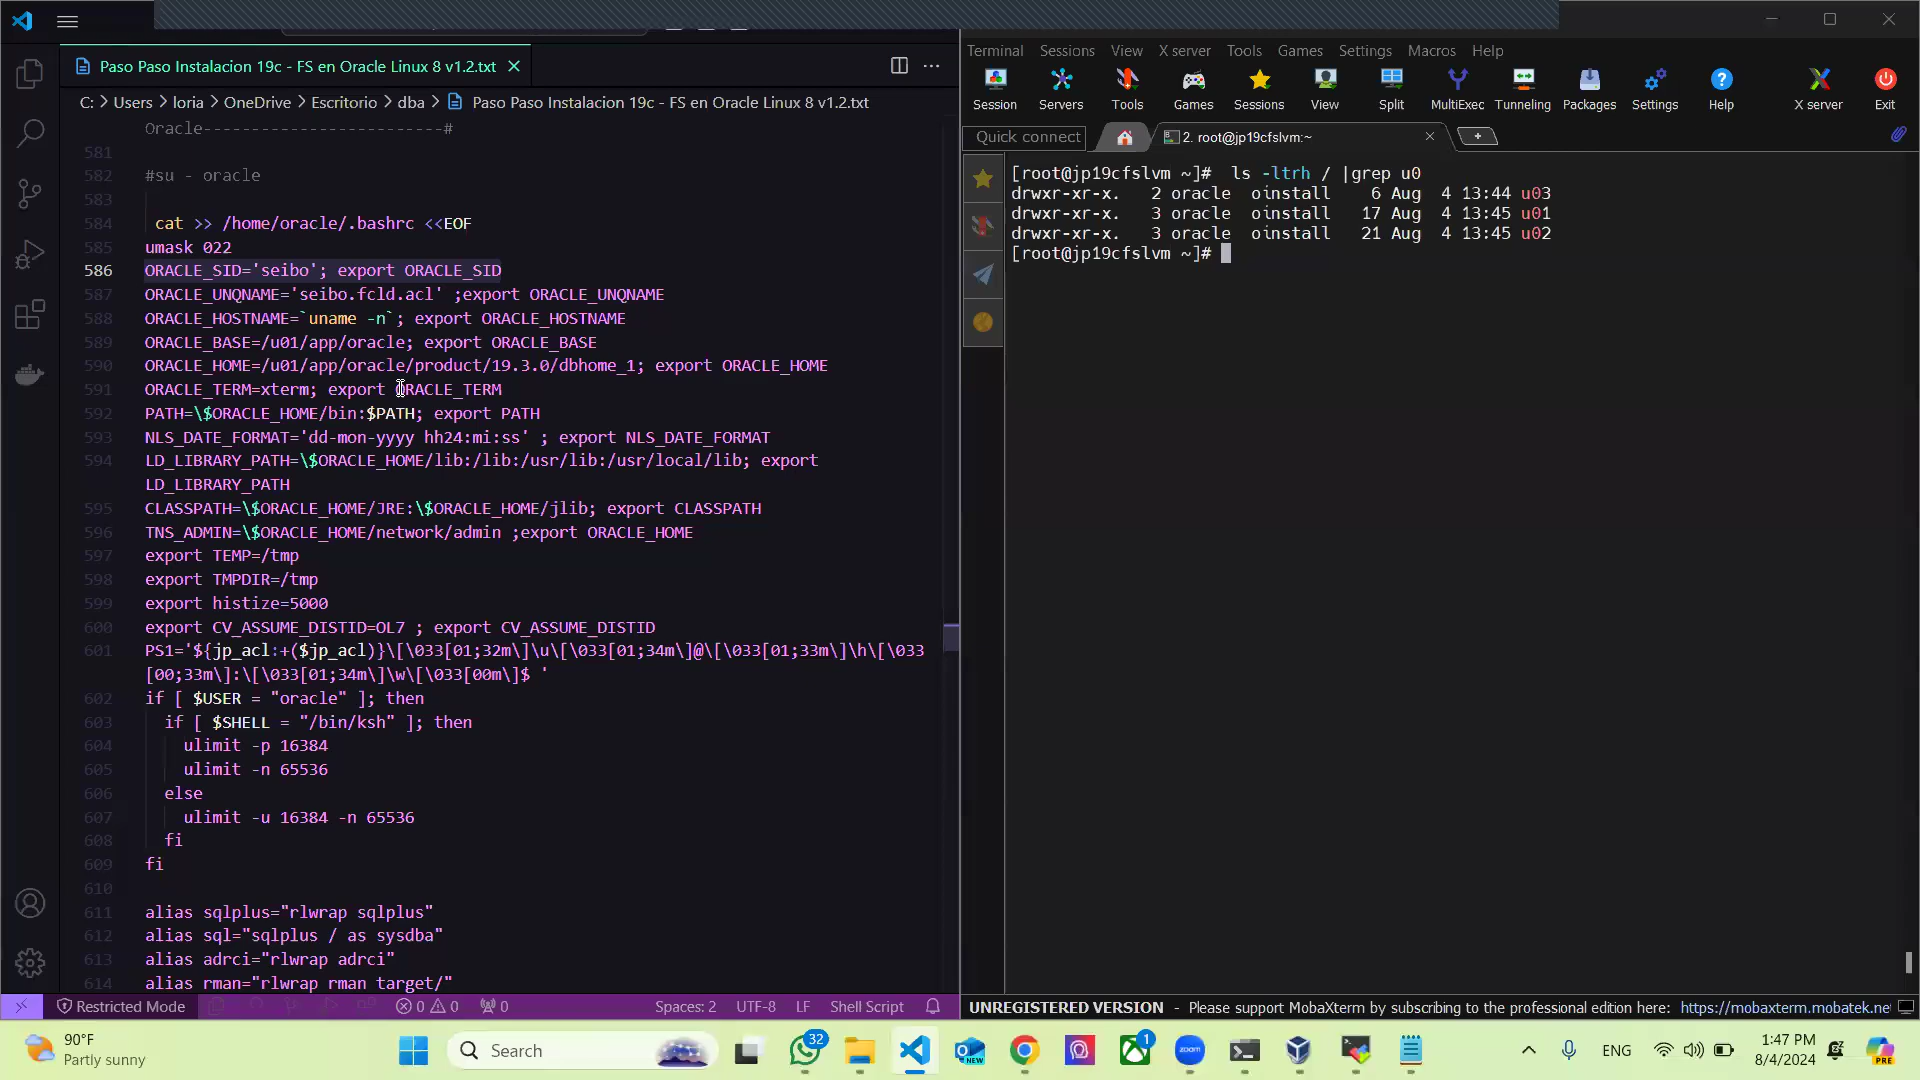 Paso Paso Instalacion 19c - FS en Oracle Linux 8 v1.2.txt
C: > Users > loria > OneDrive > Escritorio > dba > Paso Paso Instalacion 19c - FS en Oracle Linux 8 v1.2.txt
Oracle-------------------------#
581
582 #su - oracle
583
584 cat >> /home/oracle/.bashrc <<EOF
585 umask 022
586 ORACLE_SID='seibo'; export ORACLE_SID
587 ORACLE_UNQNAME='seibo.fcld.acl' ;export ORACLE_UNQNAME
588 ORACLE_HOSTNAME=`uname -n`; export ORACLE_HOSTNAME
589 ORACLE_BASE=/u01/app/oracle; export ORACLE_BASE
590 ORACLE_HOME=/u01/app/oracle/product/19.3.0/dbhome_1; export ORACLE_HOME
591 ORACLE_TERM=xterm; export ORACLE_TERM
592 PATH=\$ORACLE_HOME/bin:$PATH; export PATH
593 NLS_DATE_FORMAT='dd-mon-yyyy hh24:mi:ss' ; export NLS_DATE_FORMAT
594 LD_LIBRARY_PATH=\$ORACLE_HOME/lib:/lib:/usr/lib:/usr/local/lib; export
LD_LIBRARY_PATH
595 CLASSPATH=\$ORACLE_HOME/JRE:\$ORACLE_HOME/jlib; export CLASSPATH
596 TNS_ADMIN=\$ORACLE_HOME/network/admin ;export ORACLE_HOME
597 export TEMP=/tmp
598 export TMPDIR=/tmp
599 export histize=5000
600 export CV_ASSUME_DISTID=OL7 ; export CV_ASSUME_DISTID
601 PS1='${jp_acl:+($jp_acl)}\[\033[01;32m\]\u\[\033[01;34m\]@\[\033[01;33m\]\h\[\033
[00;33m\]:\[\033[01;34m\]\w\[\033[00m\]$ '
602 if [ $USER = "oracle" ]; then
603 if [ $SHELL = "/bin/ksh" ]; then
604 ulimit -p 16384
605 ulimit -n 65536
606 else
607 ulimit -u 16384 -n 65536
608 fi
609 fi
610
611 alias sqlplus="rlwrap sqlplus"
612 alias sql="sqlplus / as sysdba"
613 alias adrci="rlwrap adrci"
614 alias rman="rlwrap rman target/"
Restricted Mode 0 0 0 Spaces: 2 UTF-8 LF Shell Script
Terminal Sessions View X server Tools Games Settings Macros Help
Session Servers Tools Games Sessions View Split MultiExec Tunneling Packages Settings Help X server Exit
Quick connect 2. root@jp19cfslvm:~
[root@jp19cfslvm ~]# ls -ltrh / |grep u0
drwxr-xr-x. 2 oracle oinstall 6 Aug 4 13:44 u03
drwxr-xr-x. 3 oracle oinstall 17 Aug 4 13:45 u01
drwxr-xr-x. 3 oracle oinstall 21 Aug 4 13:45 u02
[root@jp19cfslvm ~]#
UNREGISTERED VERSION - Please support MobaXterm by subscribing to the professional edition here: https://mobaxterm.mobatek.net
90°F
Partly sunny
Search
32
NEW
1
zoom
ENG
1:47 PM
8/4/2024
PRE